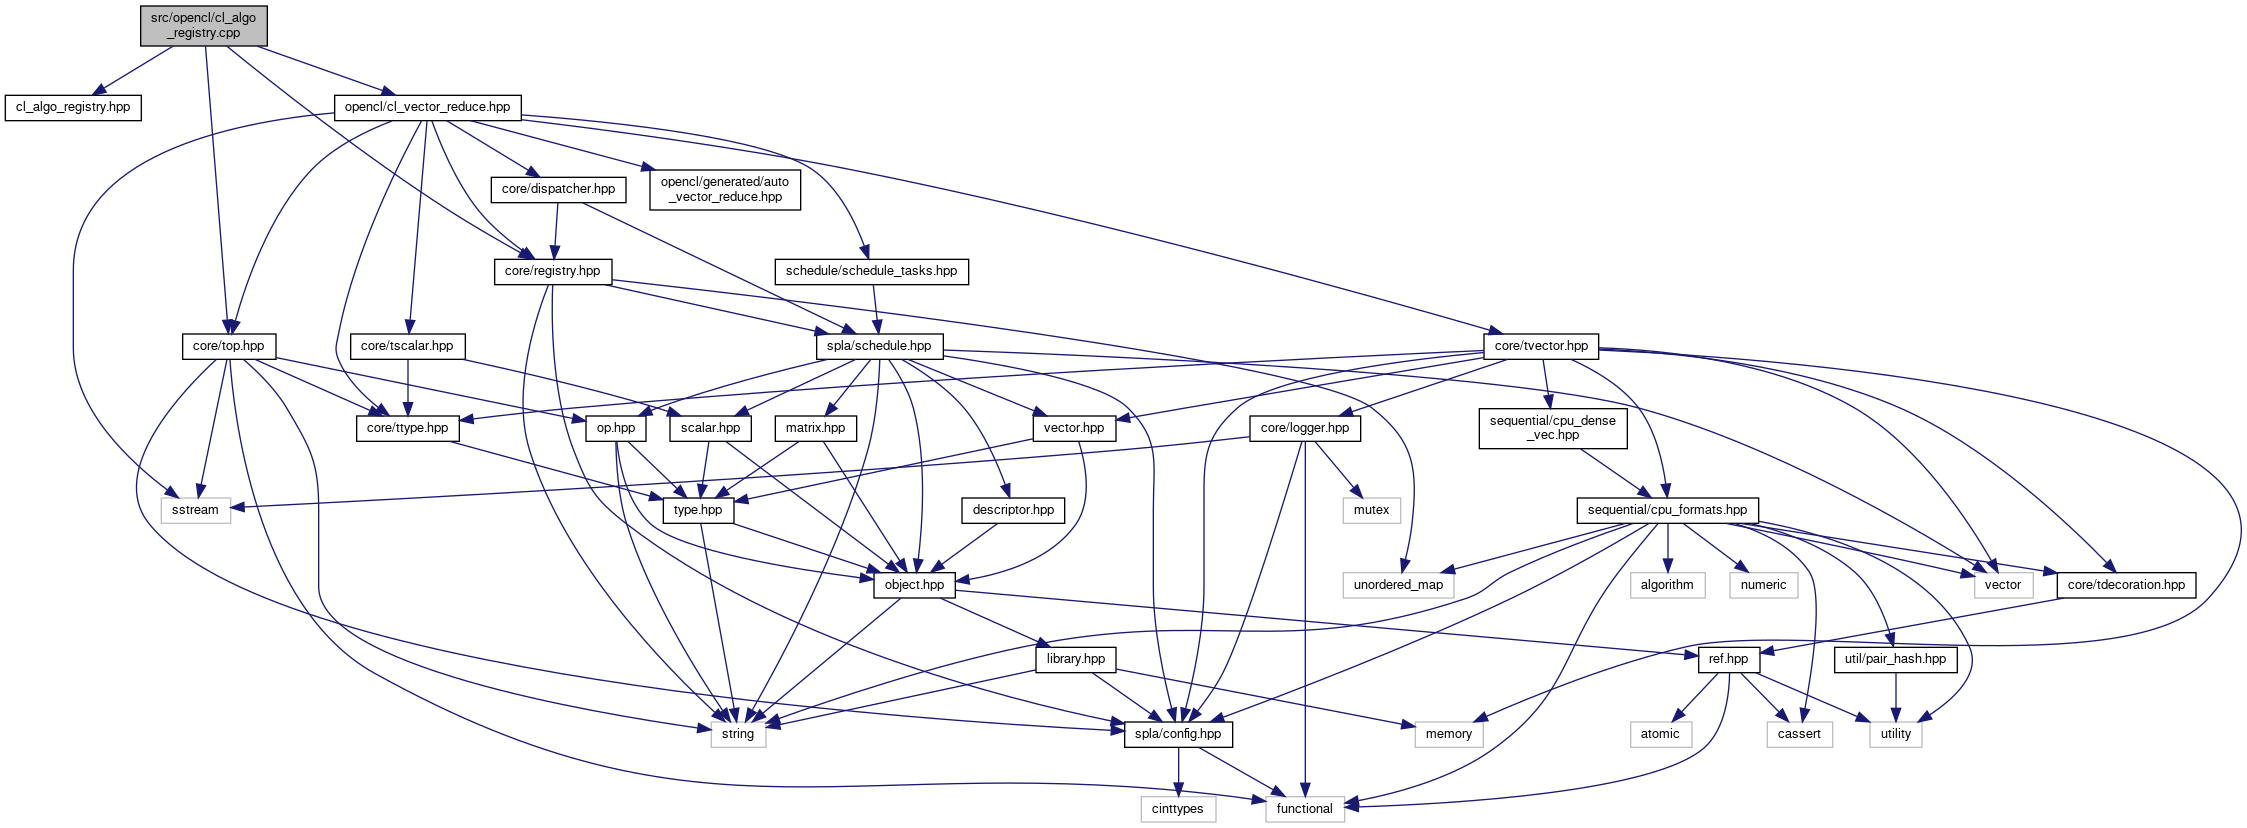 src/opencl/cl_algo
_registry.cpp
cl_algo_registry.hpp
opencl/cl_vector_reduce.hpp
core/dispatcher.hpp
opencl/generated/auto
_vector_reduce.hpp
core/registry.hpp
schedule/schedule_tasks.hpp
core/top.hpp
core/tscalar.hpp
spla/schedule.hpp
core/tvector.hpp
core/ttype.hpp
op.hpp
scalar.hpp
matrix.hpp
vector.hpp
core/logger.hpp
sequential/cpu_dense
_vec.hpp
sstream
type.hpp
descriptor.hpp
mutex
sequential/cpu_formats.hpp
object.hpp
unordered_map
algorithm
numeric
vector
core/tdecoration.hpp
library.hpp
ref.hpp
util/pair_hash.hpp
string
spla/config.hpp
memory
atomic
cassert
utility
cinttypes
functional